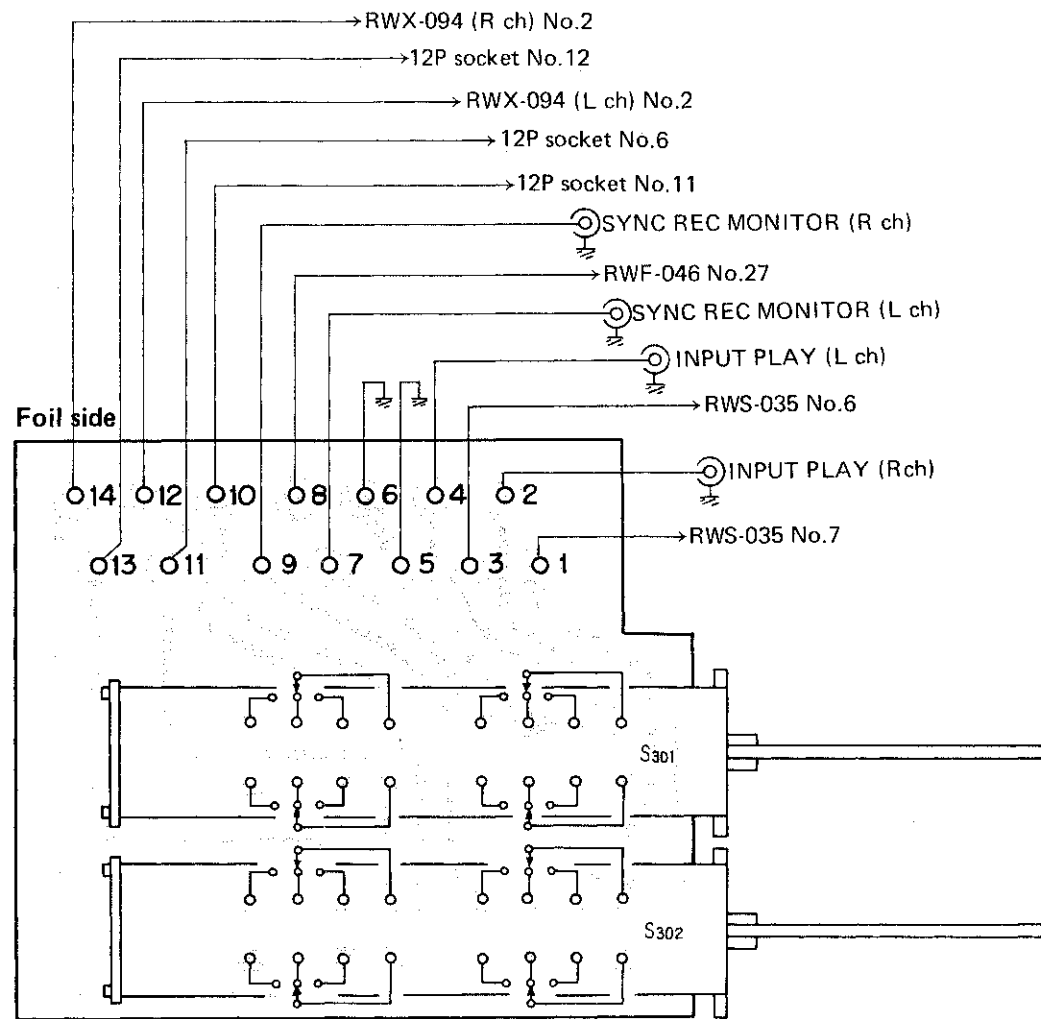 RWX-094 (R ch) No.2
12P socket No.12
RWX-094 (L ch) No.2
12P socket No.6
12P socket No.11
SYNC REC MONITOR (R ch)
RWF-046 No.27
SYNC REC MONITOR (L ch)
INPUT PLAY (L ch)
RWS-035 No.6
Foil side
INPUT PLAY (Rch)
14 12 10 8 6 4 2
RWS-035 No.7
13 11 9 7 5 3 1
S301
S302